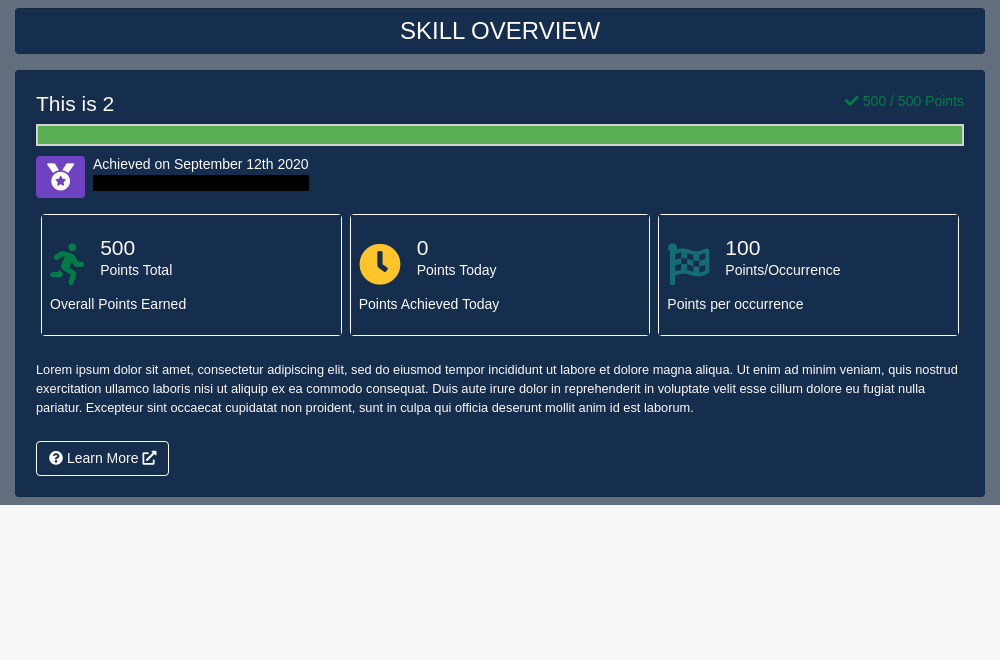 SKILL OVERVIEW
This is 2
500 / 500 Points
Achieved on September 12th 2020
500
Points Total
Overall Points Earned
0
Points Today
Points Achieved Today
100
Points/Occurrence
Points per occurrence
Lorem ipsum dolor sit amet, consectetur adipiscing elit, sed do eiusmod tempor incididunt ut labore et dolore magna aliqua. Ut enim ad minim veniam, quis nostrud
exercitation ullamco laboris nisi ut aliquip ex ea commodo consequat. Duis aute irure dolor in reprehenderit in voluptate velit esse cillum dolore eu fugiat nulla
pariatur. Excepteur sint occaecat cupidatat non proident, sunt in culpa qui officia deserunt mollit anim id est laborum.
Learn More